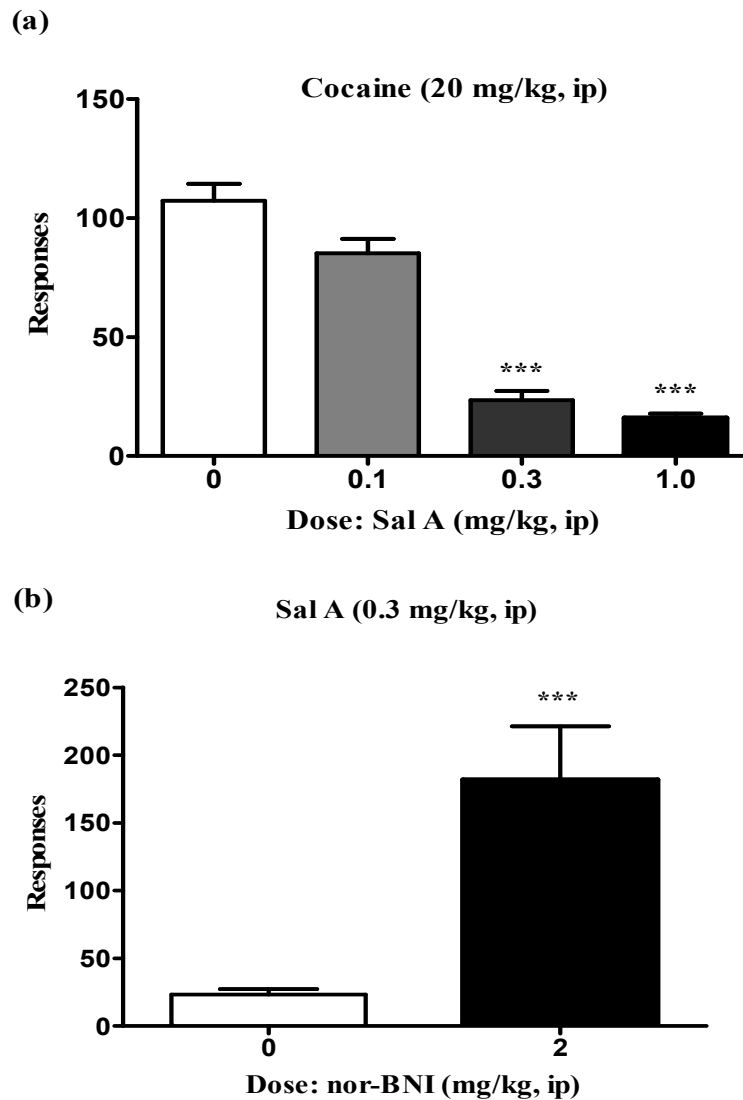 (a)
Cocaine (20 mg/kg, ip)
150
100
50
0
Responses
***
***
0 0.1 0.3 1.0
Dose: Sal A (mg/kg, ip)
(b)
Sal A (0.3 mg/kg, ip)
250
200
150
100
50
0
Responses
***
0 2
Dose: nor-BNI (mg/kg, ip)